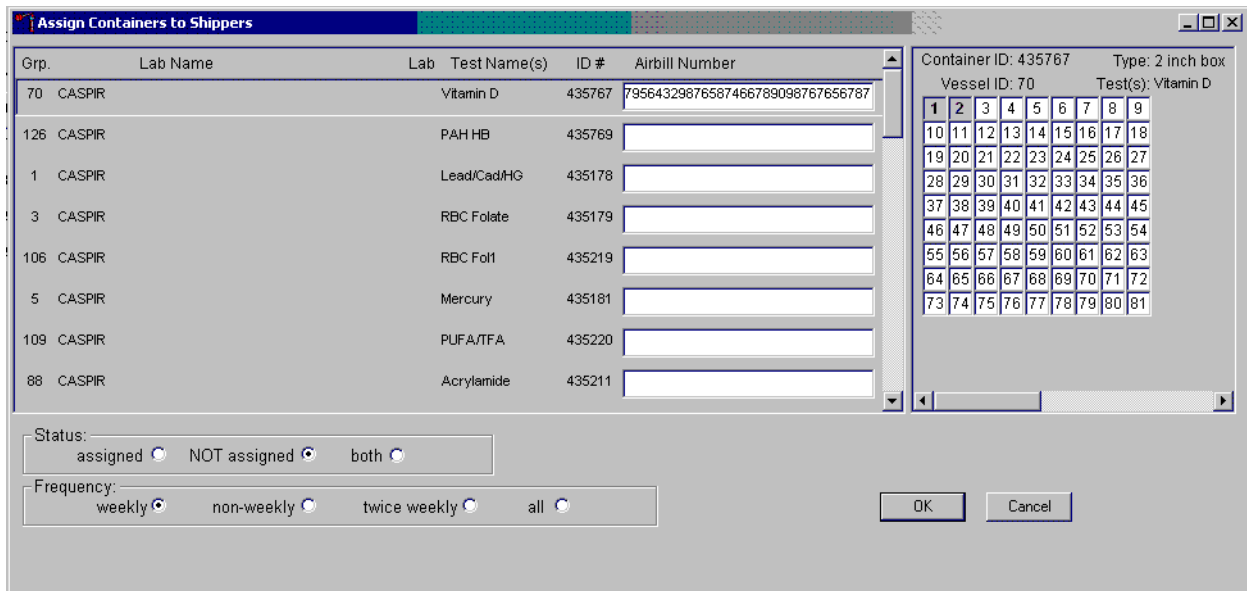 Assign Containers to Shippers
Grp. Lab Name Lab Test Name(s) ID # Airbill Number
70 CASPIR Vitamin D 435767 79564329876587466789098767656787
126 CASPIR PAH HB 435769
1 CASPIR Lead/Cad/HG 435178
3 CASPIR RBC Folate 435179
106 CASPIR RBC Fol1 435219
5 CASPIR Mercury 435181
109 CASPIR PUFA/TFA 435220
88 CASPIR Acrylamide 435211
Container ID: 435767 Type: 2 inch box
Vessel ID: 70 Test(s): Vitamin D
1 2 3 4 5 6 7 8 9
10 11 12 13 14 15 16 17 18
19 20 21 22 23 24 25 26 27
28 29 30 31 32 33 34 35 36
37 38 39 40 41 42 43 44 45
46 47 48 49 50 51 52 53 54
55 56 57 58 59 60 61 62 63
64 65 66 67 68 69 70 71 72
73 74 75 76 77 78 79 80 81
Status:
assigned NOT assigned both
Frequency:
weekly non-weekly twice weekly all
OK Cancel